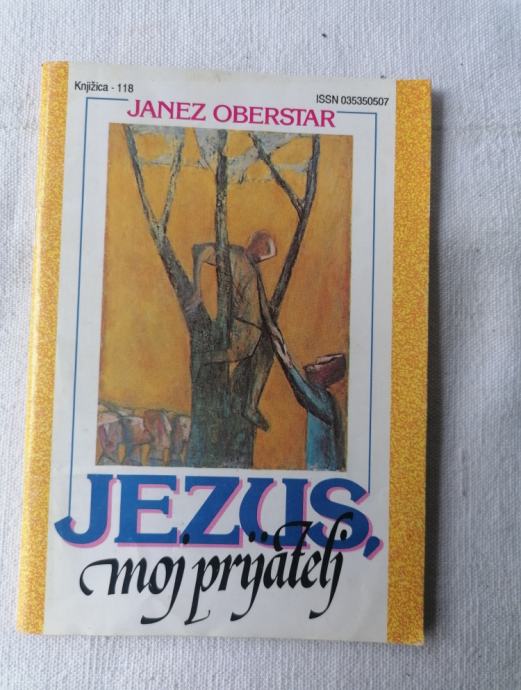 Knjižica - 118
ISSN 035350507
JANEZ OBERSTAR
JEZUS,
moj prijatelj